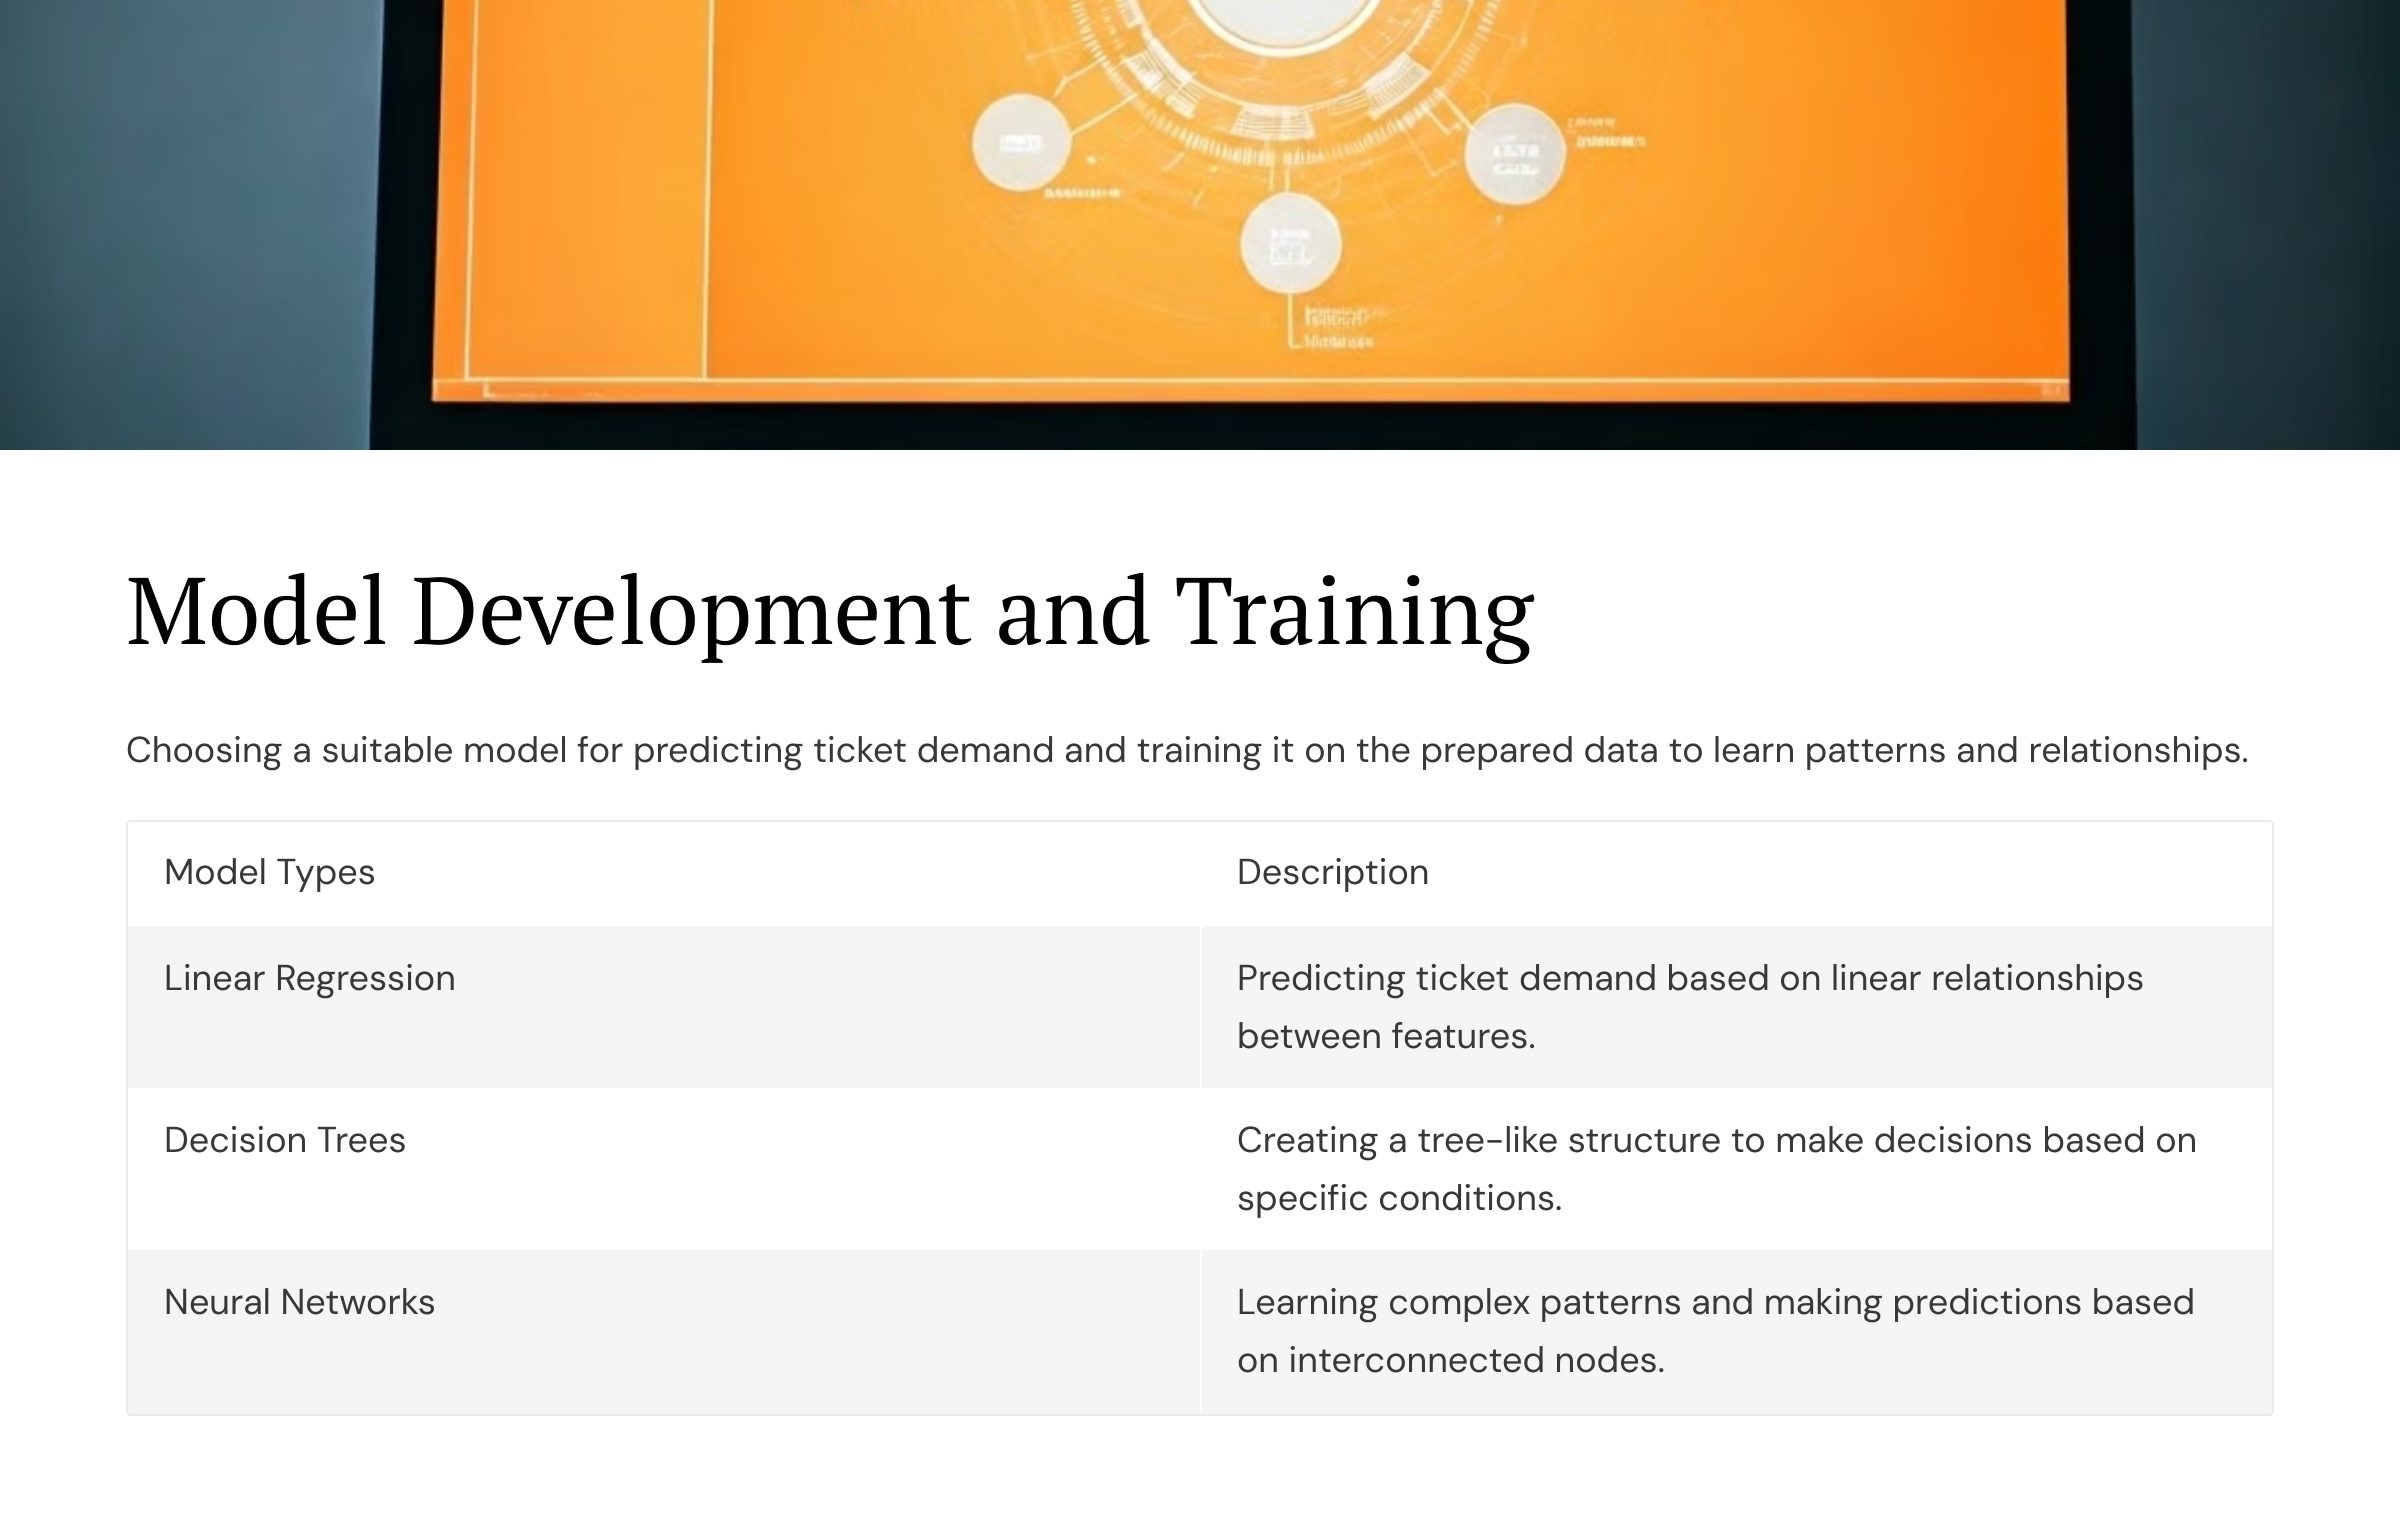 Model Development and Training
Choosing a suitable model for predicting ticket demand and training it on the prepared data to learn patterns and relationships.
Model Types
Description
Linear Regression
Predicting ticket demand based on linear relationships
between features.
Decision Trees
Creating a tree-like structure to make decisions based on
specific conditions.
Neural Networks
Learning complex patterns and making predictions based
on interconnected nodes.